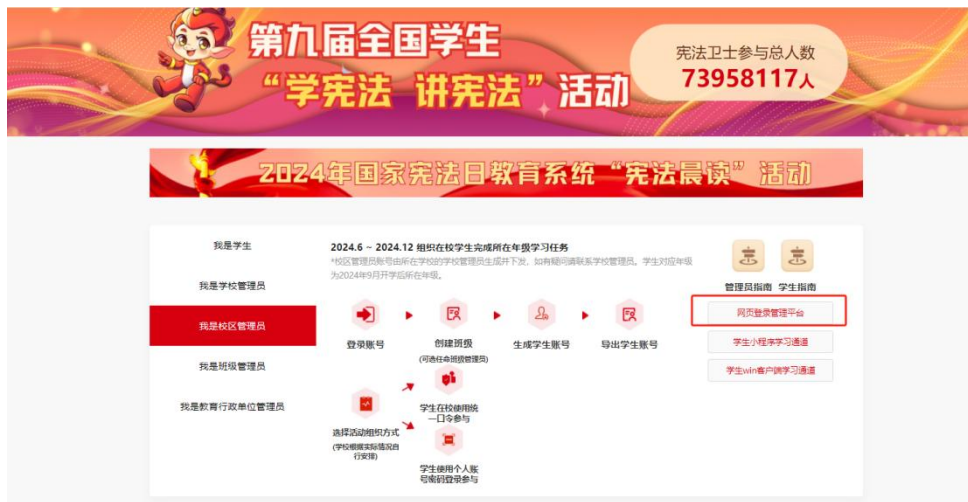 第九届全国学生
“学宪法 讲宪法”活动
宪法卫士参与总人数
73958117人
2024年国家宪法日教育系统“宪法晨读”活动
我是学生
我是学校管理员
我是校区管理员
我是班级管理员
我是教育行政单位管理员
2024.6 ~ 2024.12 组织在校学生完成所在年级学习任务
*校区管理员账号由所在学校的学校管理员生成并下发，如有疑问请联系学校管理员。学生对应年级
为2024年9月开学后所在年级。
登录账号
创建班级
(可选任命班级管理员)
生成学生账号
导出学生账号
选择活动组织方式
(学校根据实际情况自
行安排)
学生在校使用统
一口令参与
学生使用个人账
号密码登录参与
管理员指南 学生指南
网页登录管理平台
学生小程序学习通道
学生win客户端学习通道